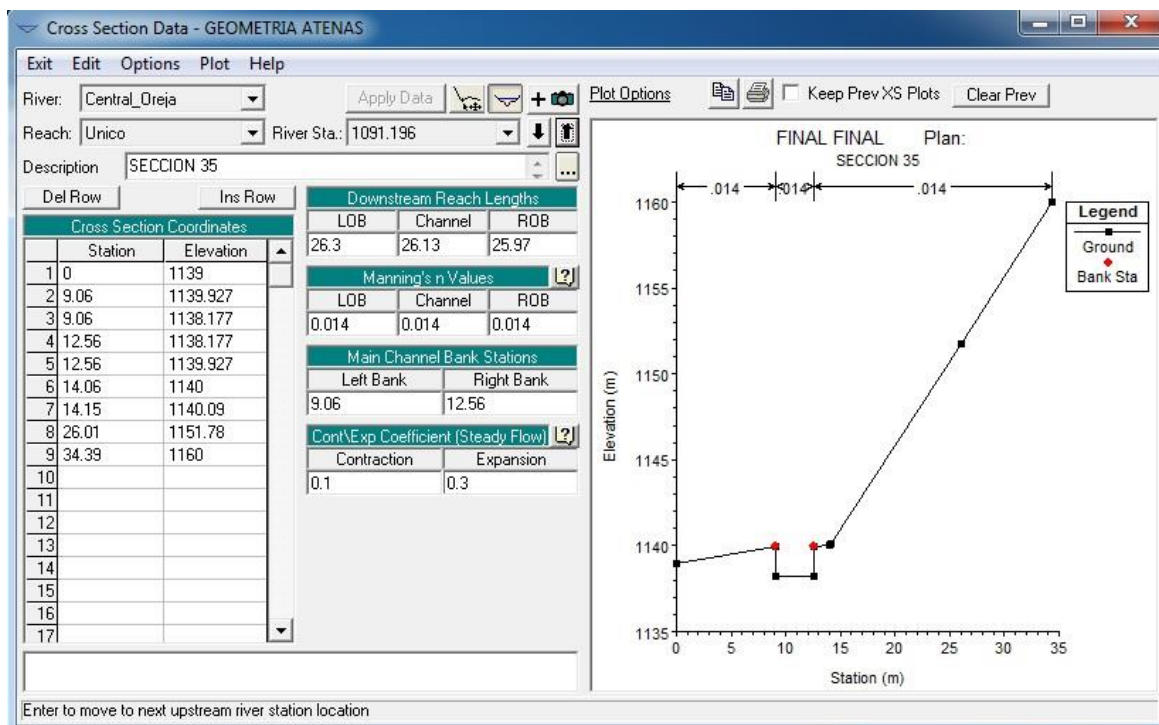 Cross Section Data - GEOMETRIA ATENAS
Exit Edit Options Plot Help
River: Central_Oreja Apply Data Plot Options Keep Prev XS Plots Clear Prev
Reach: Unico River Sta.: 1091.196
Description SECCION 35 ...
Del Row Ins Row
Cross Section Coordinates
Station Elevation
1 0 1139
2 9.06 1139.927
3 9.06 1138.177
4 12.56 1138.177
5 12.56 1139.927
6 14.06 1140
7 14.15 1140.09
8 26.01 1151.78
9 34.39 1160
10
11
12
13
14
15
16
17
Downstream Reach Lengths
LOB Channel ROB
26.3 26.13 25.97
Manning's n Values ?
LOB Channel ROB
0.014 0.014 0.014
Main Channel Bank Stations
Left Bank Right Bank
9.06 12.56
Cont\Exp Coefficient (Steady Flow) ?
Contraction Expansion
0.1 0.3
FINAL FINAL Plan:
SECCION 35
.014 .014 .014
1160
1155
1150
1145
1140
1135
Elevation (m)
0 5 10 15 20 25 30 35
Station (m)
Legend
Ground
Bank Sta
Enter to move to next upstream river station location